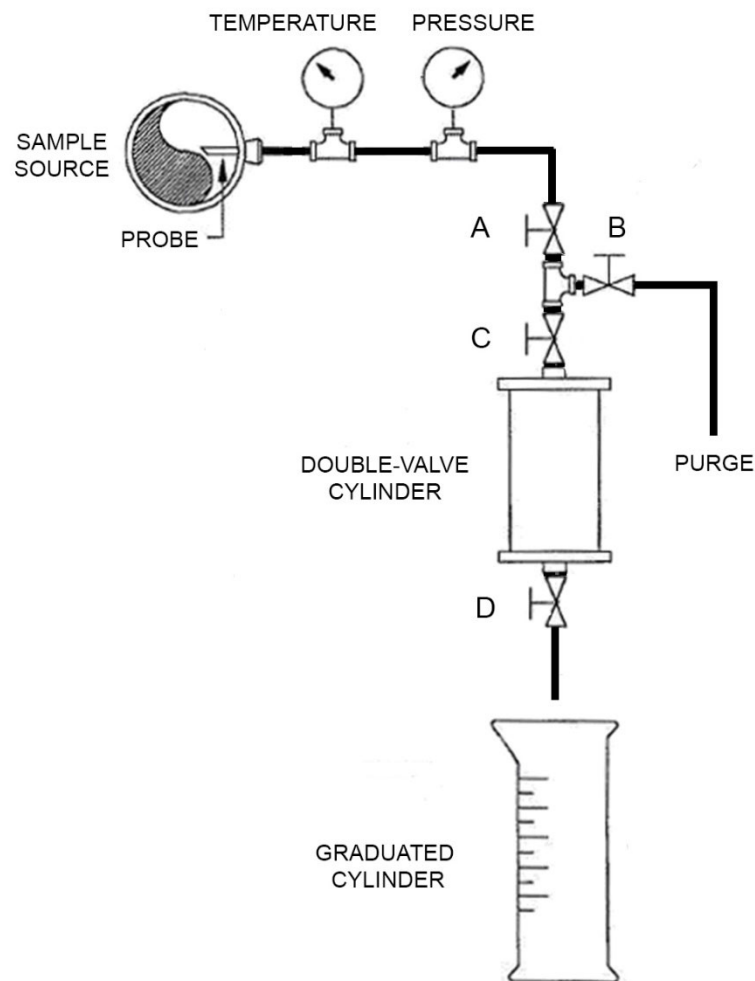 TEMPERATURE
PRESSURE
SAMPLE
SOURCE
PROBE
A
B
C
DOUBLE-VALVE
CYLINDER
PURGE
D
GRADUATED
CYLINDER